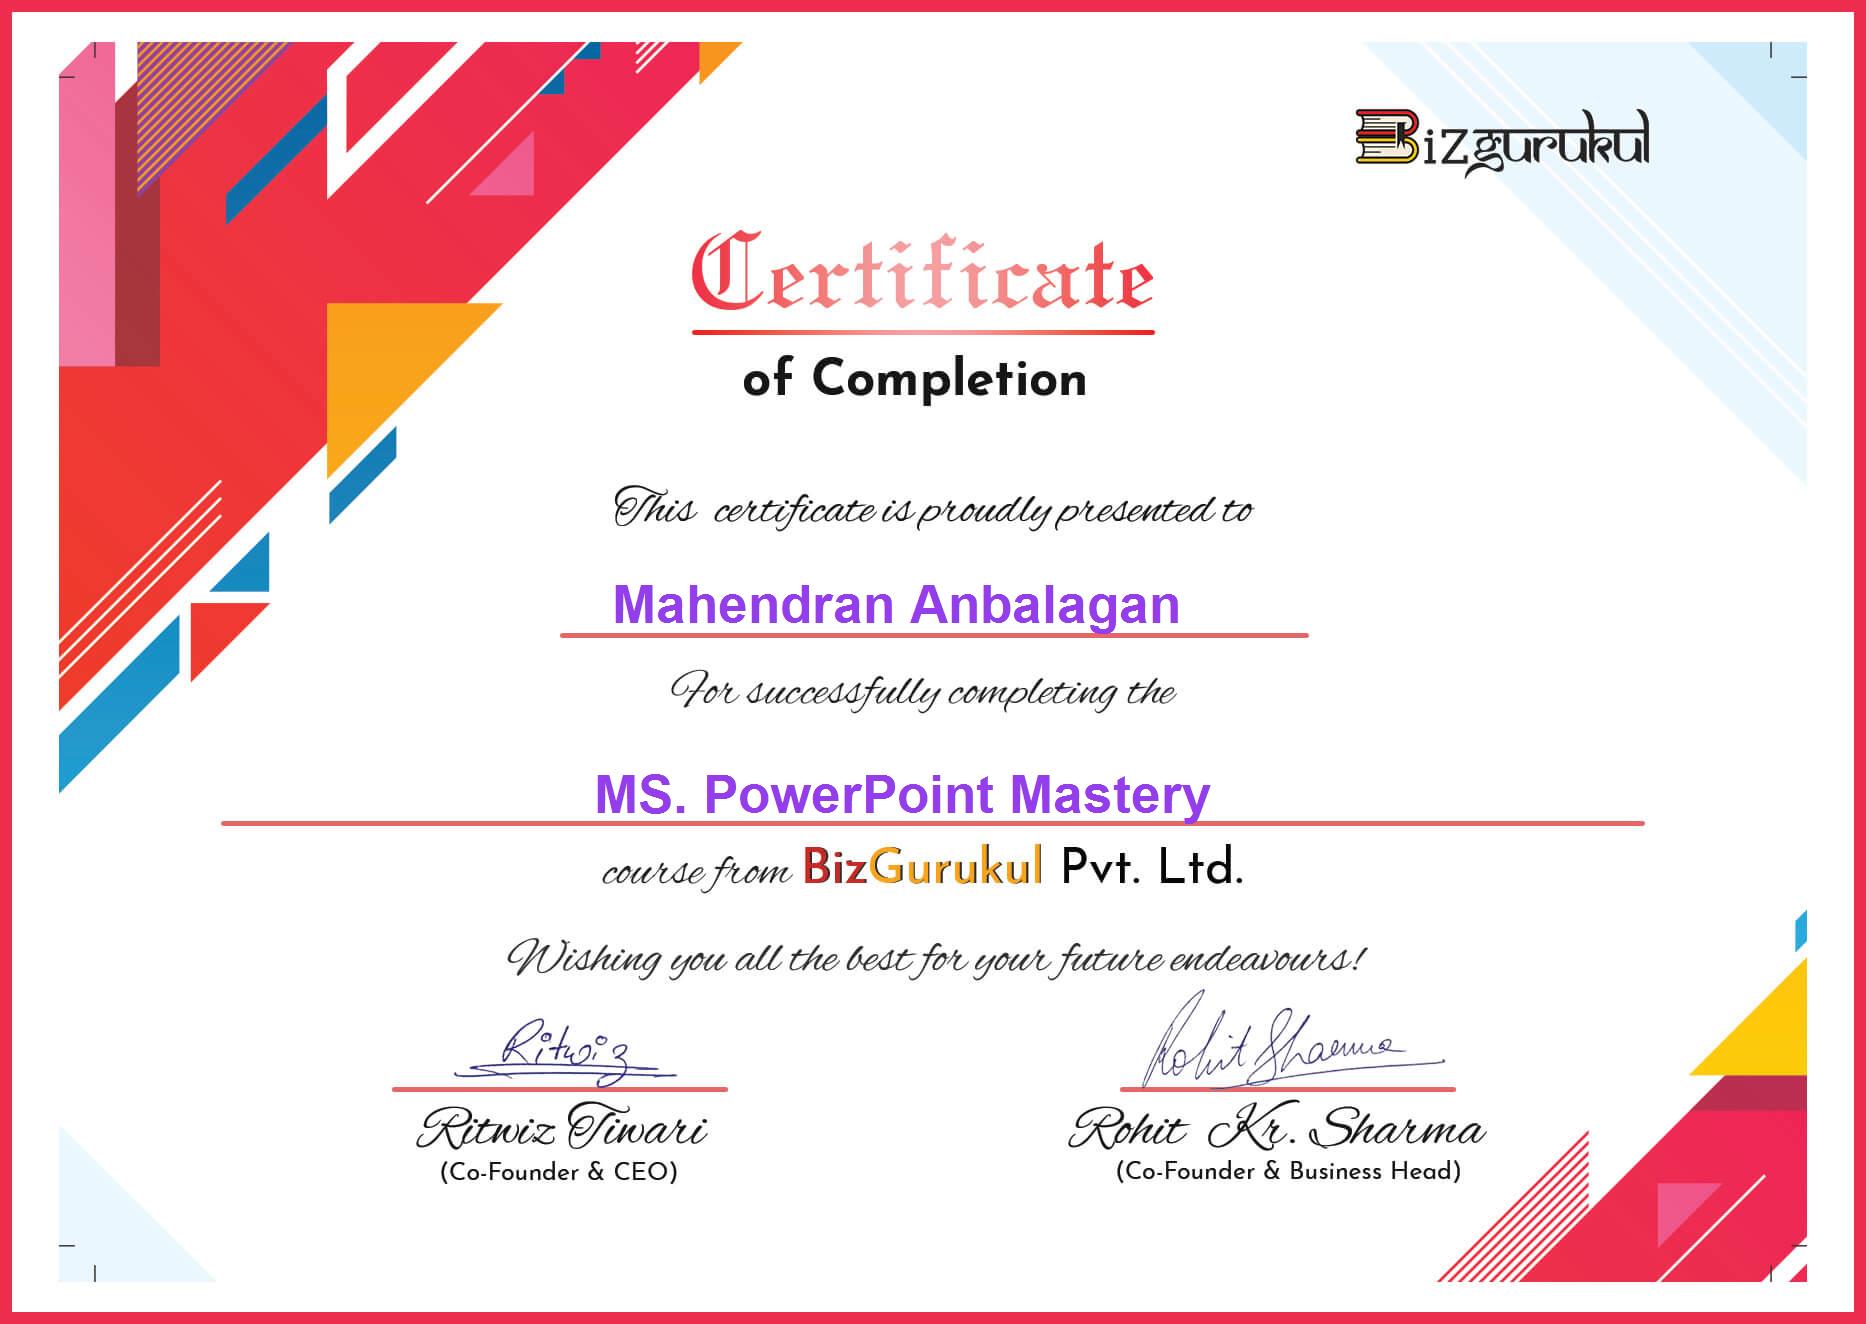 Bizgurukul
Certificate
of Completion
This certificate is proudly presented to
Mahendran Anbalagan
For successfully completing the
MS. PowerPoint Mastery
course from BizGurukul Pvt. Ltd.
Wishing you all the best for your future endeavours!
Ritwiz
Rohit Sharma
Ritwiz Tiwari
Rohit Kr. Sharma
(Co-Founder & CEO)
(Co-Founder & Business Head)